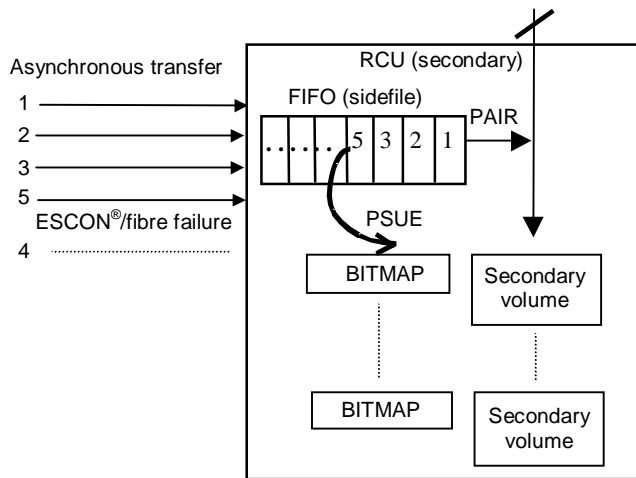 RCU (secondary)
Asynchronous transfer
FIFO (sidefile)
1
2
3
5
...... 5 3 2 1
PAIR
ESCON®/fibre failure
4
PSUE
BITMAP
Secondary
volume
BITMAP
Secondary
volume